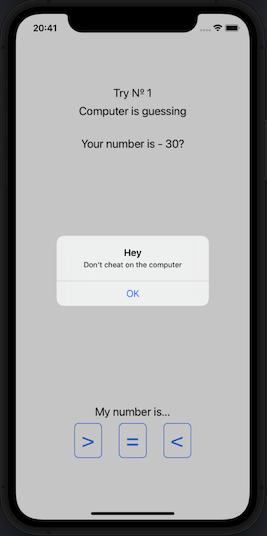 20:41
Try Nº 1
Computer is guessing
Your number is - 30?
Hey
Don't cheat on the computer
OK
My number is...
> = <